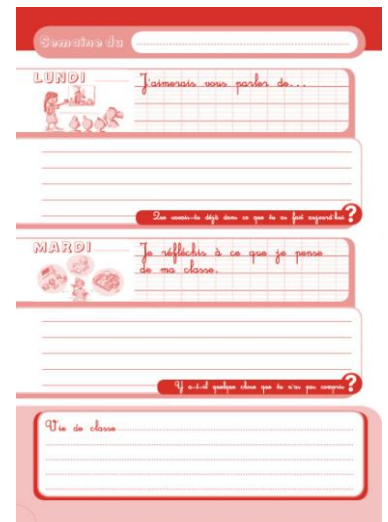 Semaine du
LUNDI
J'aimerais vous parler de...
Que savais-tu déjà dans ce que tu as fait aujourd'hui ?
MARDI
Je réfléchis à ce que je pense
de ma classe.
Y a-t-il quelque chose que tu n'as pas compris ?
Vie de classe